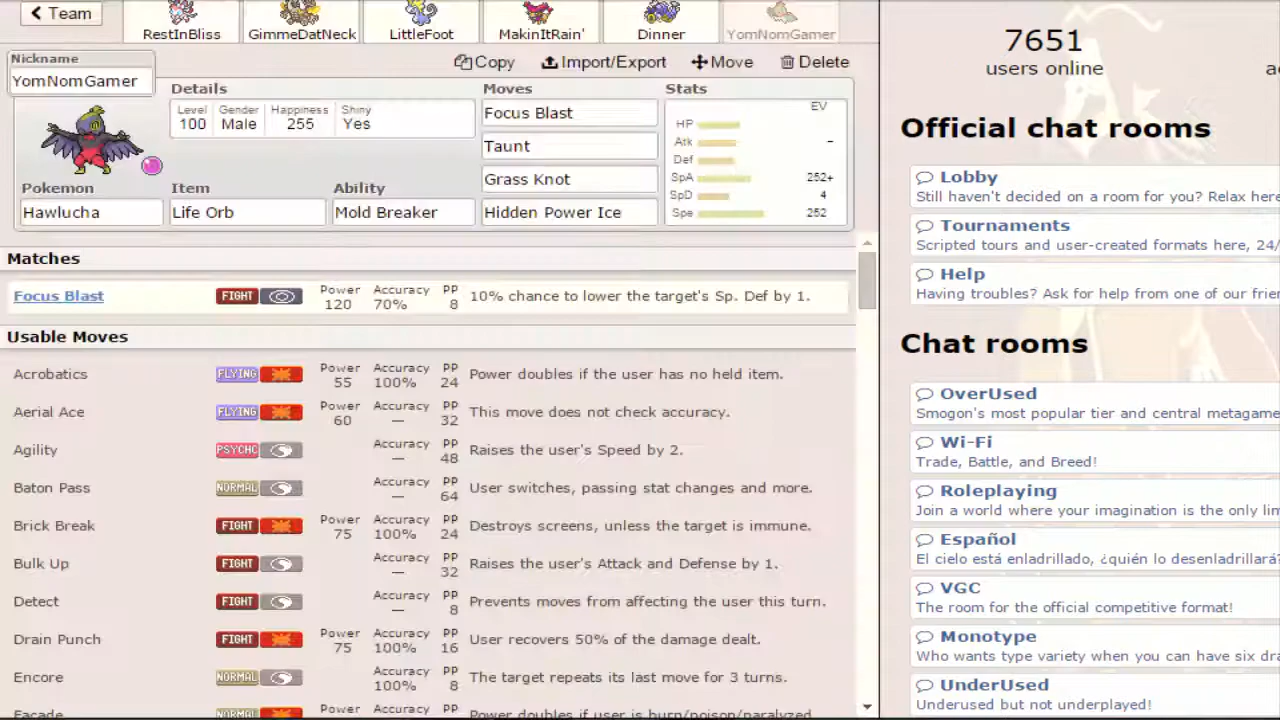 Team
RestInBliss
GimmeDatNeck
LittleFoot
MakinItRain'
Dinner
YomNomGamer
Nickname
YomNomGamer
Copy
Import/Export
Move
Delete
Details
Level
100
Gender
Male
Happiness
255
Shiny
Yes
Pokemon
Hawlucha
Item
Life Orb
Ability
Mold Breaker
Moves
Focus Blast
Taunt
Grass Knot
Hidden Power Ice
Stats
EV
HP
Atk –
Def
SpA 252+
SpD 4
Spe 252
Matches
Focus Blast FIGHT Power 120 Accuracy 70% PP 8 10% chance to lower the target's Sp. Def by 1.
Usable Moves
Acrobatics FLYING Power 55 Accuracy 100% PP 24 Power doubles if the user has no held item.
Aerial Ace FLYING Power 60 Accuracy — PP 32 This move does not check accuracy.
Agility PSYCHC Accuracy — PP 48 Raises the user's Speed by 2.
Baton Pass NORMAL Accuracy — PP 64 User switches, passing stat changes and more.
Brick Break FIGHT Power 75 Accuracy 100% PP 24 Destroys screens, unless the target is immune.
Bulk Up FIGHT Accuracy — PP 32 Raises the user's Attack and Defense by 1.
Detect FIGHT Accuracy — PP 8 Prevents moves from affecting the user this turn.
Drain Punch FIGHT Power 75 Accuracy 100% PP 16 User recovers 50% of the damage dealt.
Encore NORMAL Accuracy 100% PP 8 The target repeats its last move for 3 turns.
Facade NORMAL Power Accuracy PP Power doubles if user is burn/poison/paralyzed
7651
users online
Official chat rooms
Lobby
Still haven't decided on a room for you? Relax here
Tournaments
Scripted tours and user-created formats here, 24/
Help
Having troubles? Ask for help from one of our frien
Chat rooms
OverUsed
Smogon's most popular tier and central metagame
Wi-Fi
Trade, Battle, and Breed!
Roleplaying
Join a world where your imagination is the only lim
Español
El cielo está enladrillado, ¿quién lo desenladrillará?
VGC
The room for the official competitive format!
Monotype
Who wants type variety when you can have six dra
UnderUsed
Underused but not underplayed!